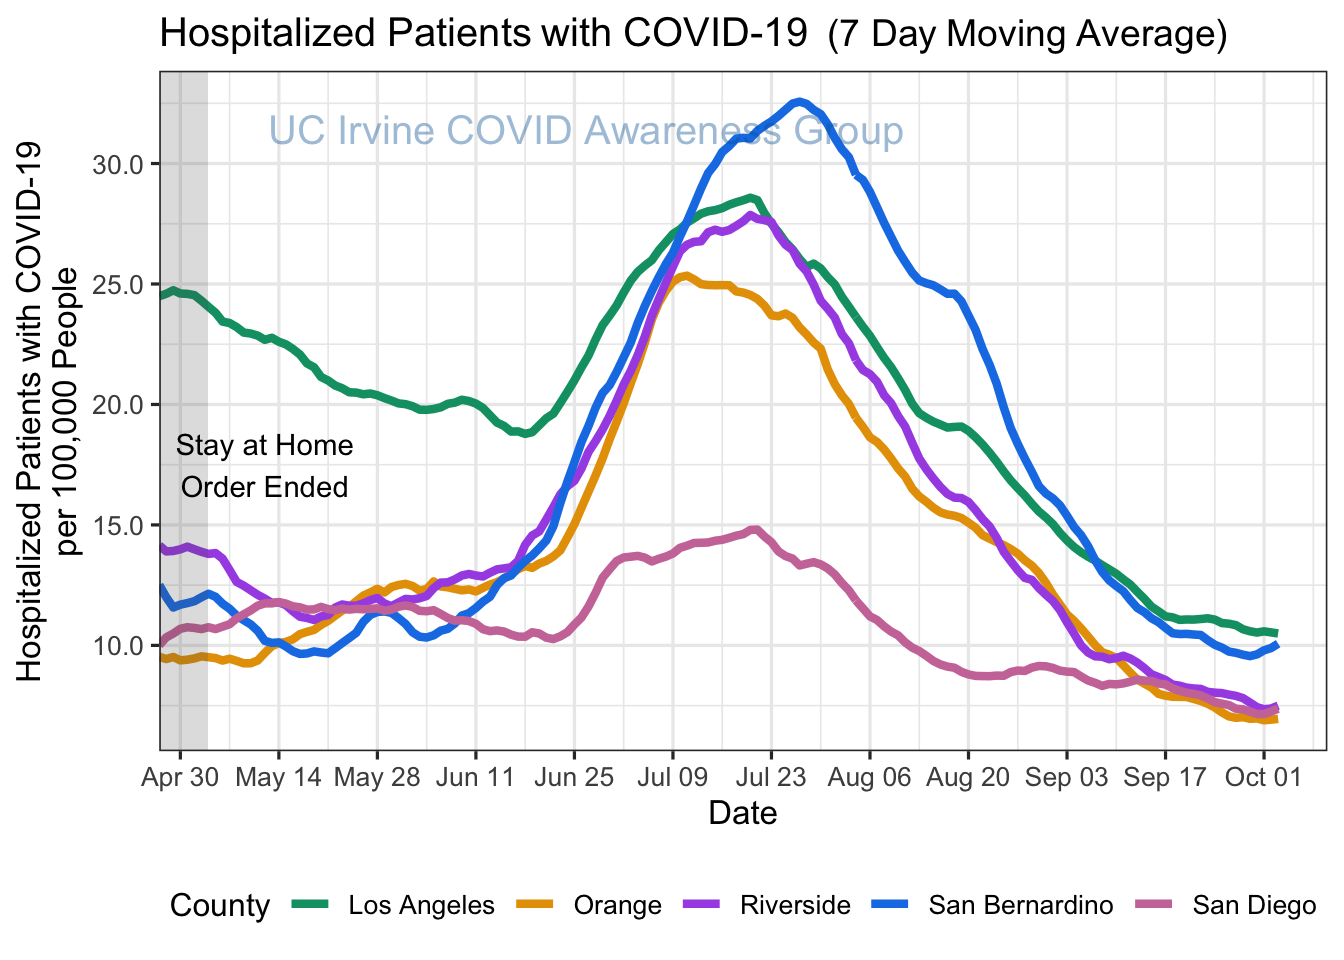 Hospitalized Patients with COVID-19 (7 Day Moving Average)
UC Irvine COVID Awareness Group
Hospitalized Patients with COVID-19
per 100,000 People
30.0
25.0
20.0
15.0
10.0
Stay at Home
Order Ended
Apr 30 May 14 May 28 Jun 11 Jun 25 Jul 09 Jul 23 Aug 06 Aug 20 Sep 03 Sep 17 Oct 01
Date
County Los Angeles Orange Riverside San Bernardino San Diego